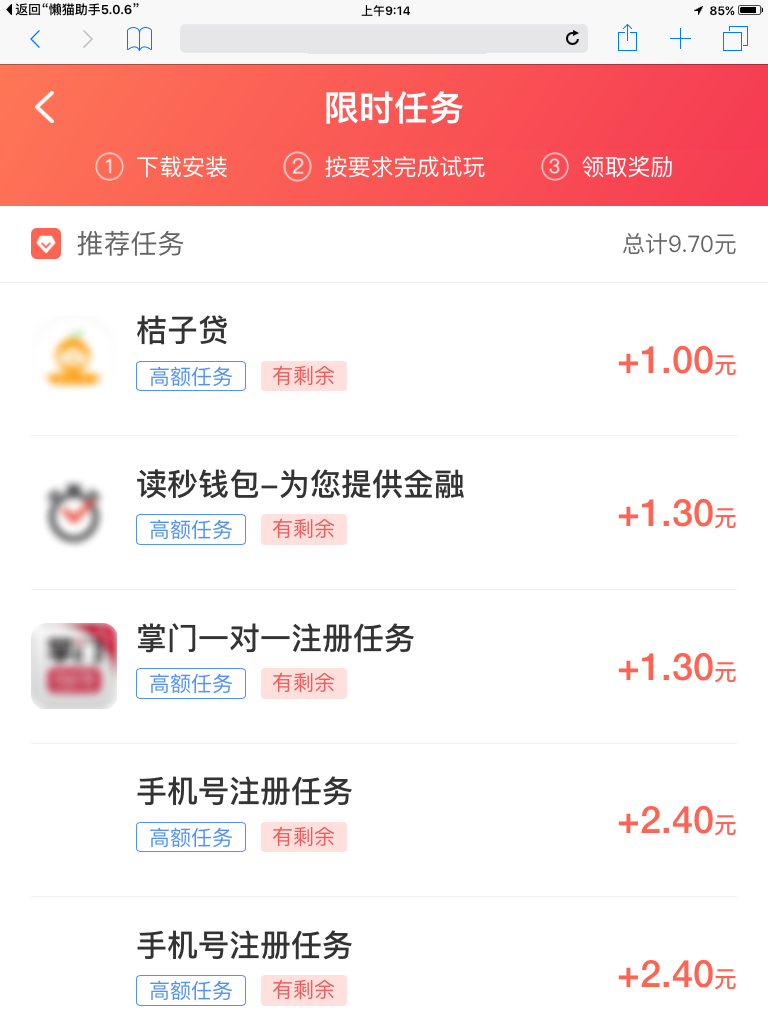 返回“懒猫助手5.0.6”
上午9:14
85%
限时任务
1 下载安装
2 按要求完成试玩
3 领取奖励
推荐任务
总计9.70元
桔子贷
高额任务 有剩余
+1.00元
读秒钱包–为您提供金融
高额任务 有剩余
+1.30元
掌门
掌门一对一注册任务
高额任务 有剩余
+1.30元
手机号注册任务
高额任务 有剩余
+2.40元
手机号注册任务
高额任务 有剩余
+2.40元